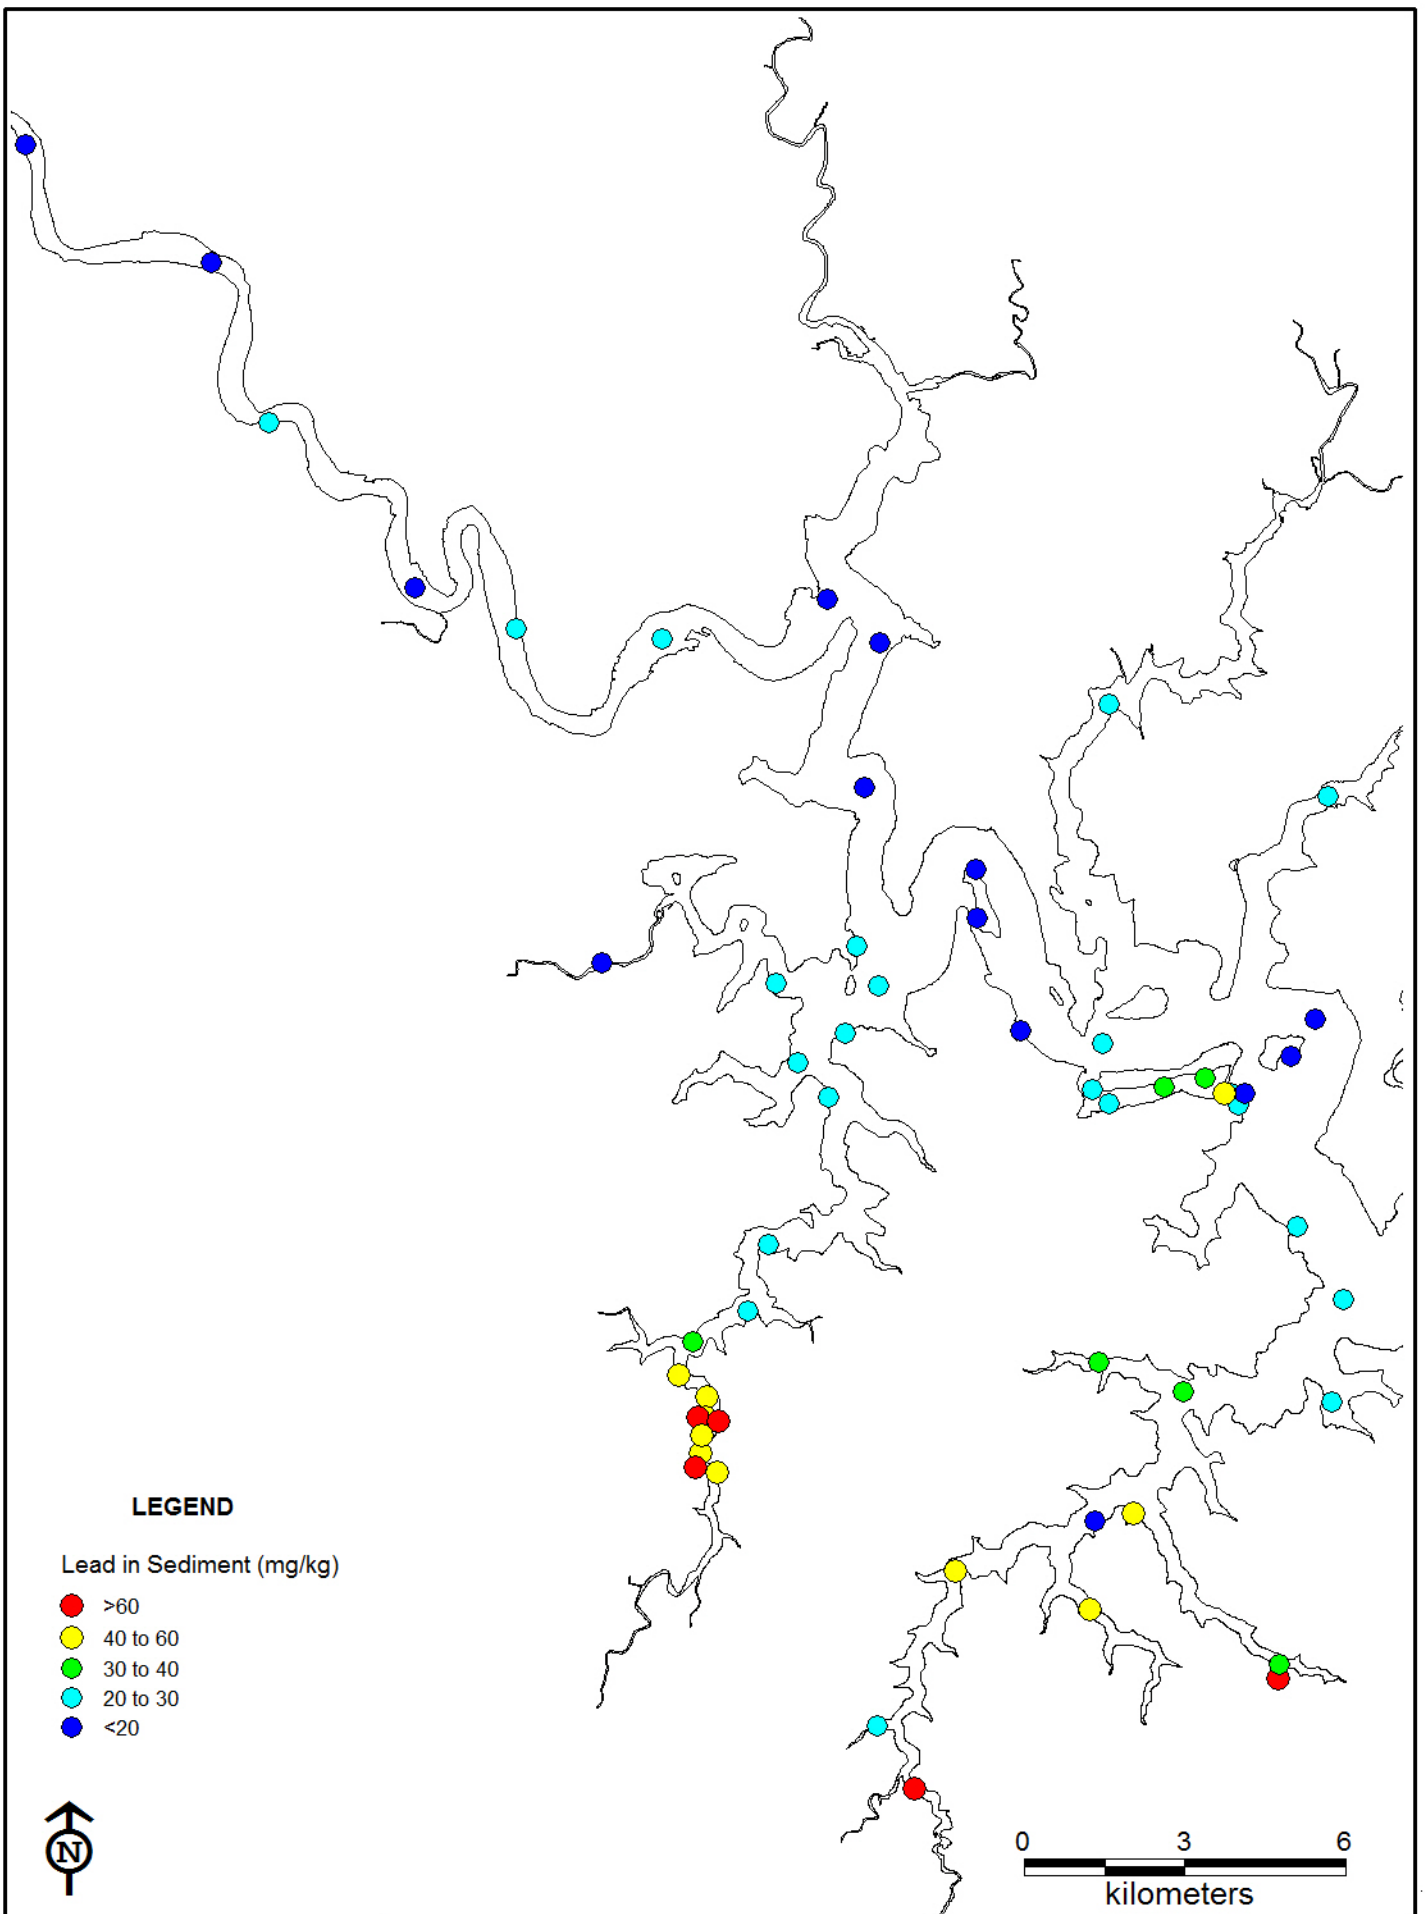 LEGEND
Lead in Sediment (mg/kg)
>60
40 to 60
30 to 40
20 to 30
<20
N
0 3 6
kilometers